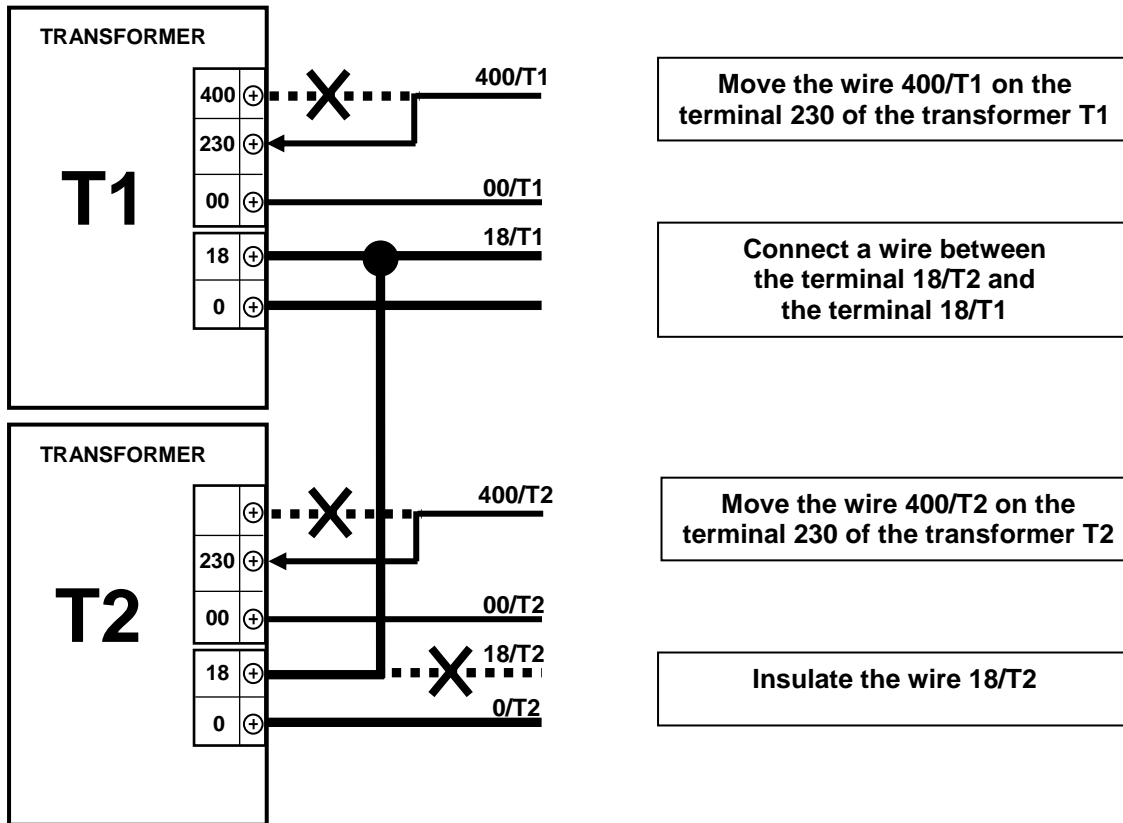 TRANSFORMER
400
230
00
18
0
T1
400/T1
00/T1
18/T1
Move the wire 400/T1 on the
terminal 230 of the transformer T1
Connect a wire between
the terminal 18/T2 and
the terminal 18/T1
TRANSFORMER
230
00
18
0
T2
400/T2
00/T2
18/T2
0/T2
Move the wire 400/T2 on the
terminal 230 of the transformer T2
Insulate the wire 18/T2